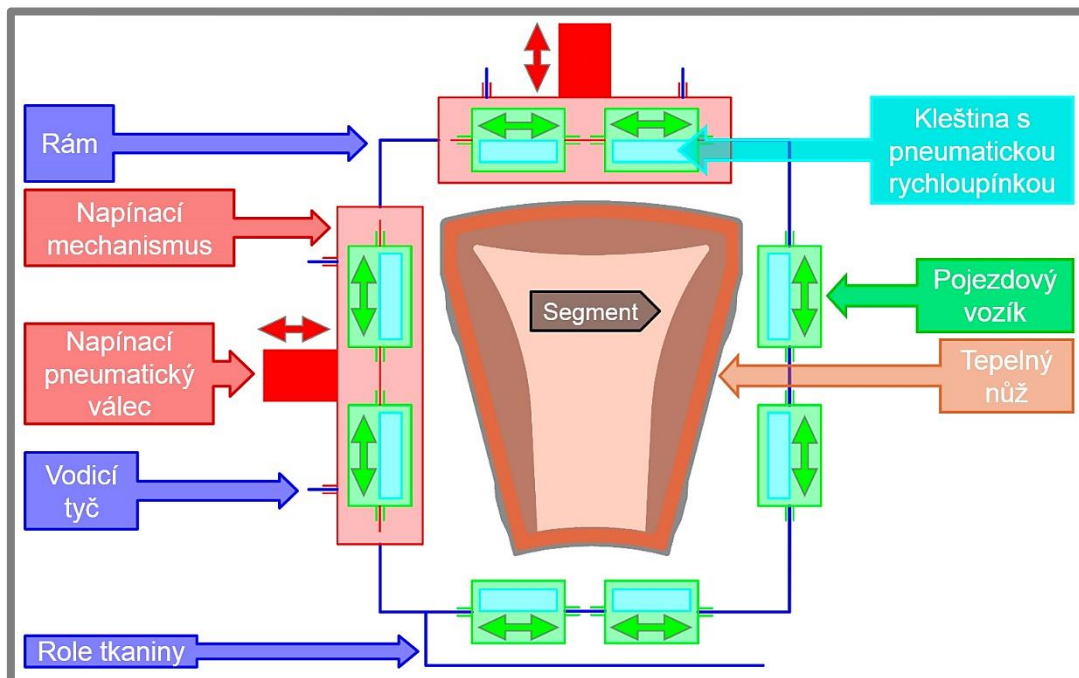 Rám
Napínací
mechanismus
Napínací
pneumatický
válec
Vodicí
tyč
Role tkaniny
Segment
Kleština s
pneumatickou
rychloupínkou
Pojezdový
vozík
Tepelný
nůž